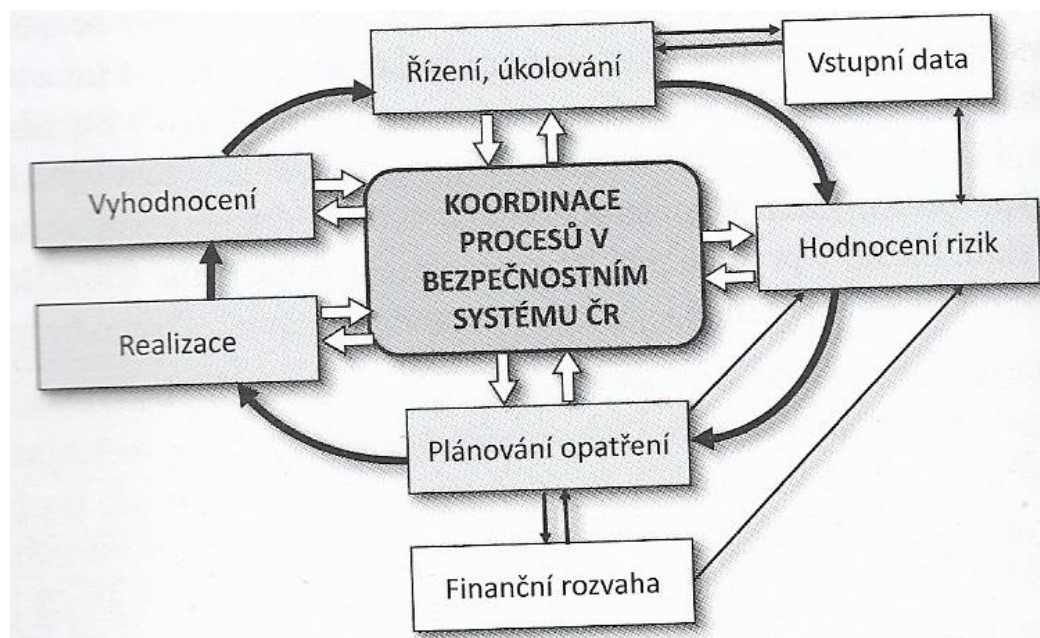 Řízení, úkolování
Vstupní data
Vyhodnocení
KOORDINACE
PROCESŮ V
BEZPEČNOSTNÍM
SYSTÉMU ČR
Hodnocení rizik
Realizace
Plánování opatření
Finanční rozvaha